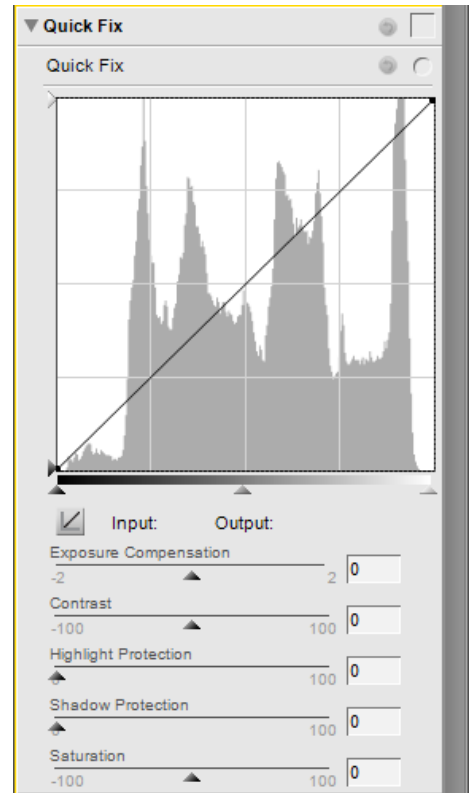 Quick Fix
Quick Fix
Input: Output:
Exposure Compensation
-2 2 0
Contrast
-100 100 0
Highlight Protection
0 100 0
Shadow Protection
0 100 0
Saturation
-100 100 0